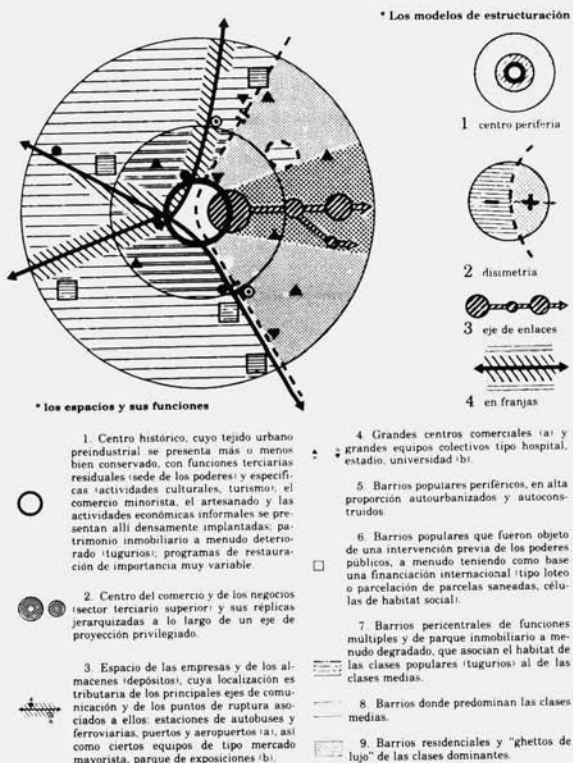 * Los modelos de estructuración
1 centro periferia
2 disimetria
3 eje de enlaces
4 en franjas
* los espacios y sus funciones
1. Centro histórico, cuyo tejido urbano
preindustrial se presenta más o menos
bien conservado, con funciones terciarias
residuales (sede de los poderes) y específi-
cas (actividades culturales, turismo); el
comercio minorista, el artesanado y las
actividades económicas informales se pre-
sentan allí densamente implantadas; pa-
trimonio inmobiliario a menudo deterio-
rado (tugurios); programas de restaura-
ción de importancia muy variable.
2. Centro del comercio y de los negocios
(sector terciario superior) y sus réplicas
jerarquizadas a lo largo de un eje de
proyección privilegiado.
3. Espacio de las empresas y de los al-
macenes (depósitos), cuya localización es
tributaria de los principales ejes de comu-
nicación y de los puntos de ruptura aso-
ciados a ellos: estaciones de autobuses y
ferroviarias, puertos y aeropuertos (a), así
como ciertos equipos de tipo mercado
mayorista, parque de exposiciones (b).
4. Grandes centros comerciales (a) y
grandes equipos colectivos tipo hospital,
estadio, universidad (b).
5. Barrios populares periféricos, en alta
proporción autourbanizados y autocons-
truidos.
6. Barrios populares que fueron objeto
de una intervención previa de los poderes
públicos, a menudo teniendo como base
una financiación internacional (tipo loteo
o parcelación de parcelas saneadas, célu-
las de habitat social).
7. Barrios pericentrales de funciones
múltiples y de parque inmobiliario a me-
nudo degradado, que asocian el habitat de
las clases populares (tugurios) al de las
clases medias.
8. Barrios donde predominan las clases
medias.
9. Barrios residenciales y "ghettos de
lujo" de las clases dominantes.